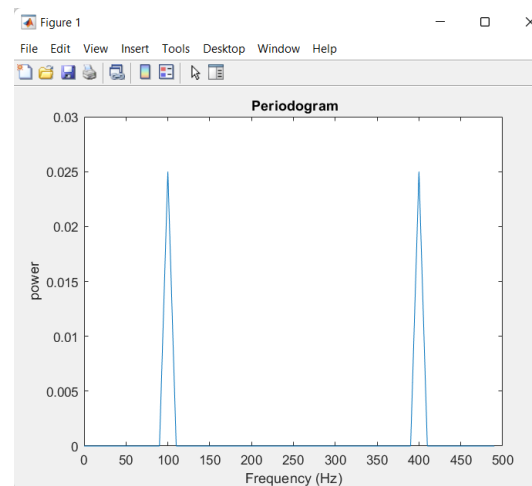 Figure 1
File Edit View Insert Tools Desktop Window Help
Periodogram
0.03
0.025
0.02
0.015
0.01
0.005
0
power
0 50 100 150 200 250 300 350 400 450 500
Frequency (Hz)